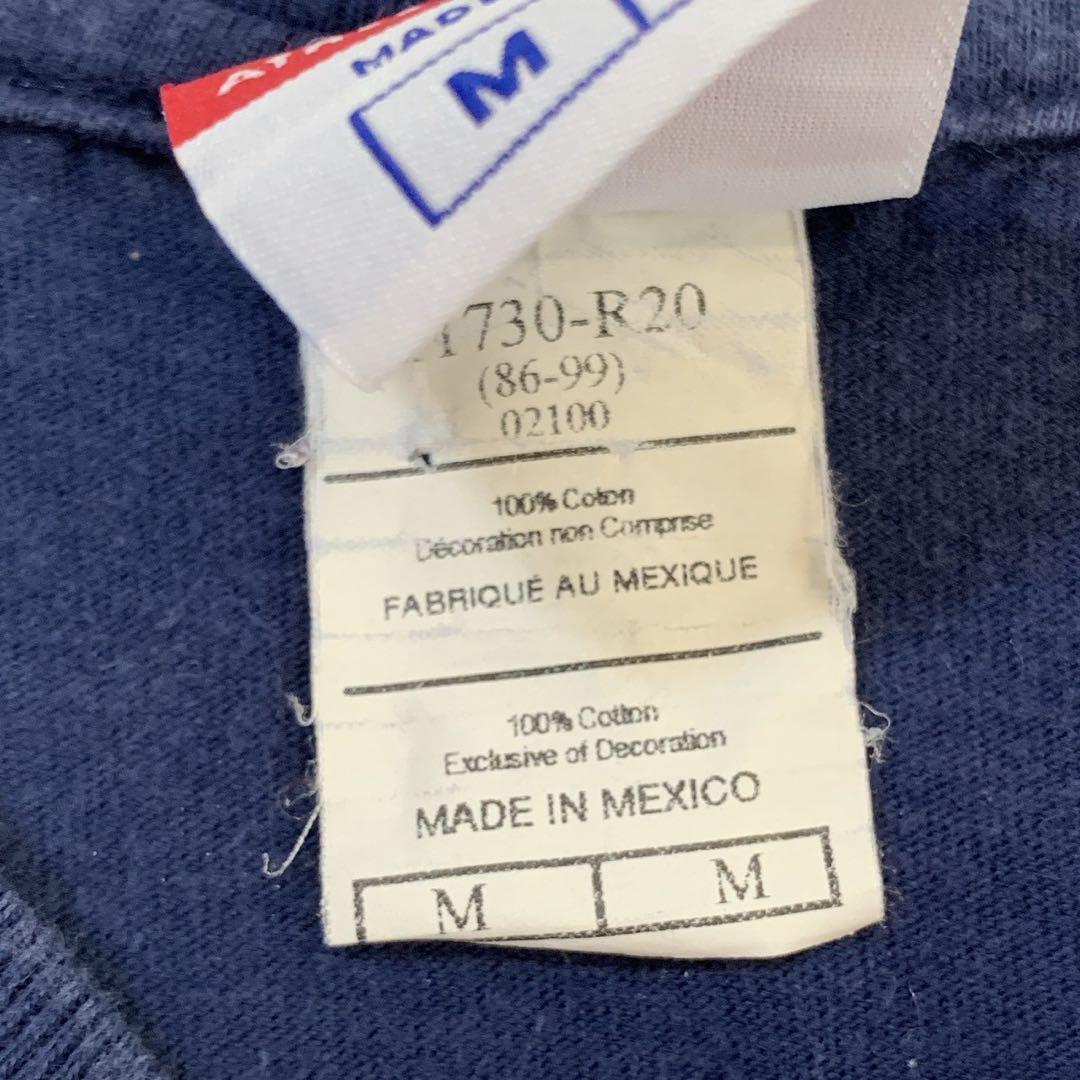 MADE
M
1730-R20
(86-99)
02100
100% Coton
Décoration non Comprise
FABRIQUÉ AU MEXIQUE
100% Cotton
Exclusive of Decoration
MADE IN MEXICO
M M